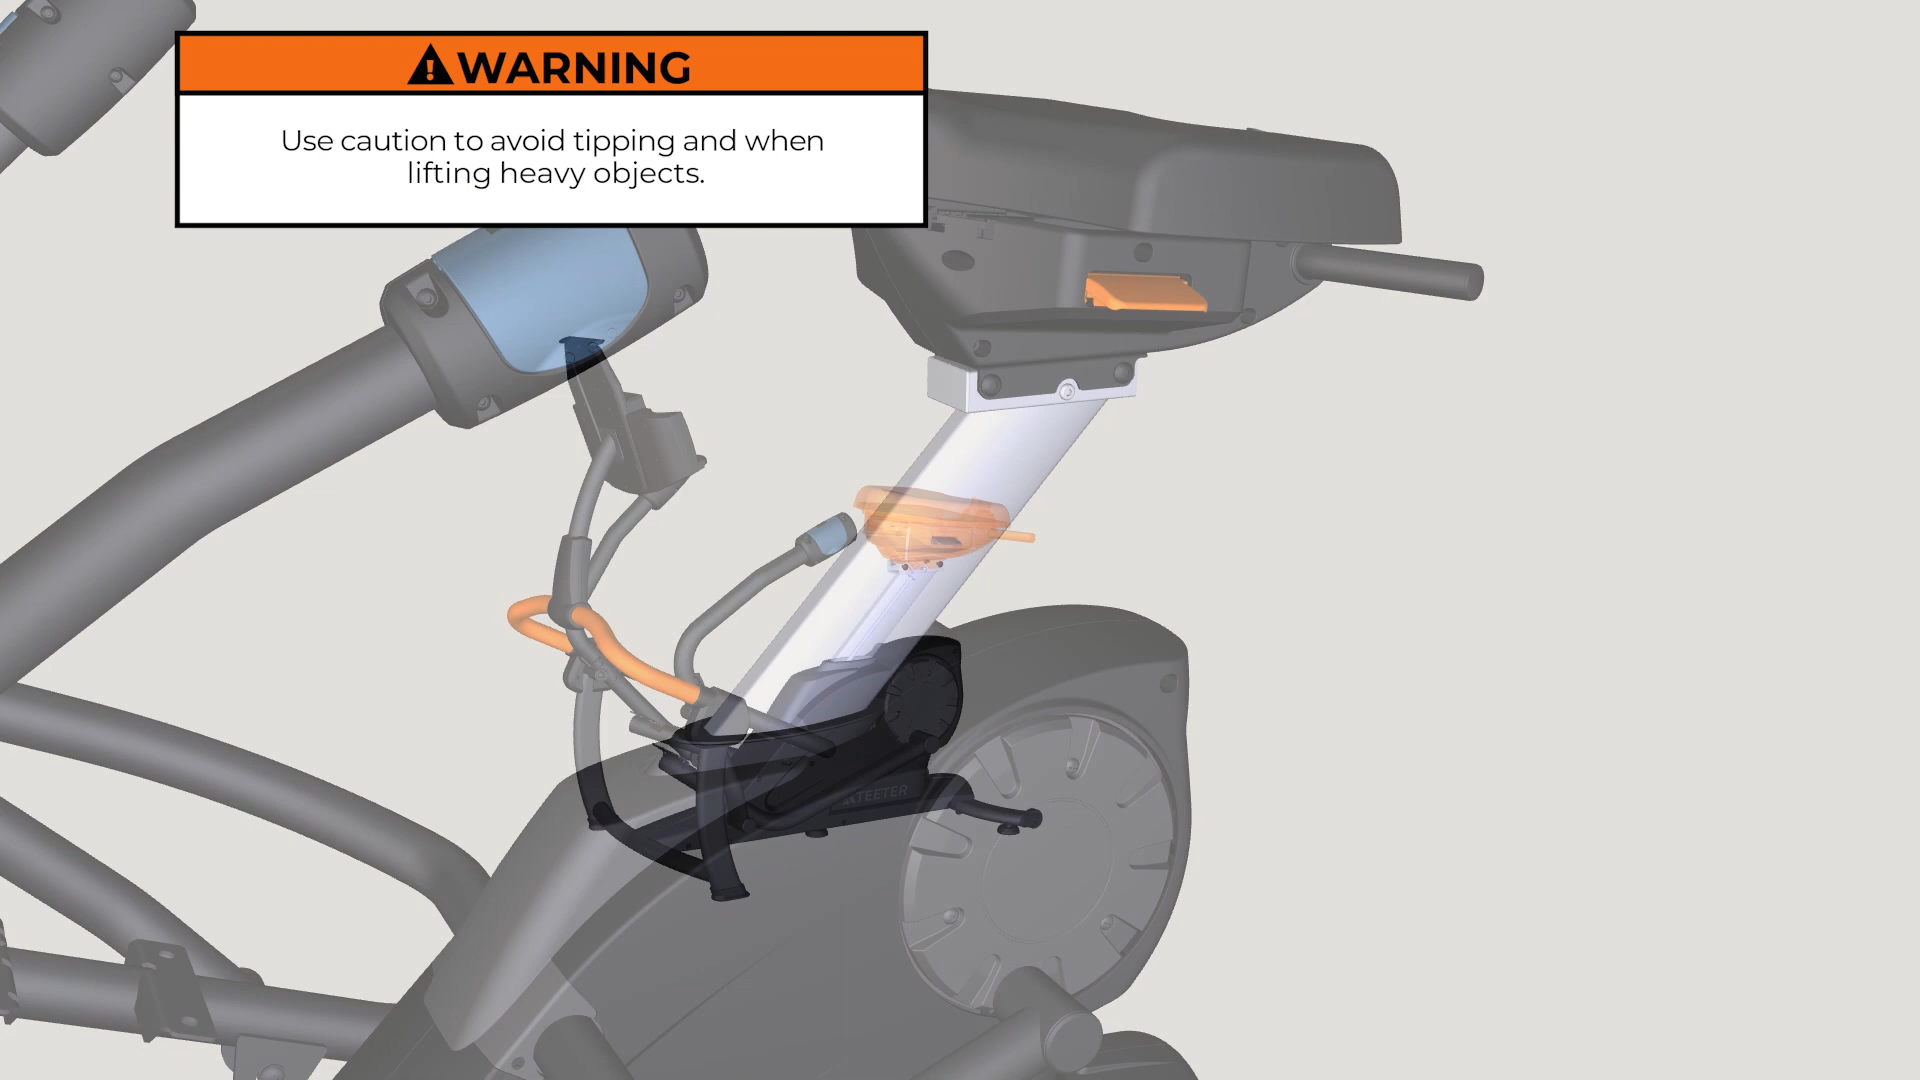 WARNING
Use caution to avoid tipping and when
lifting heavy objects.
TEETER